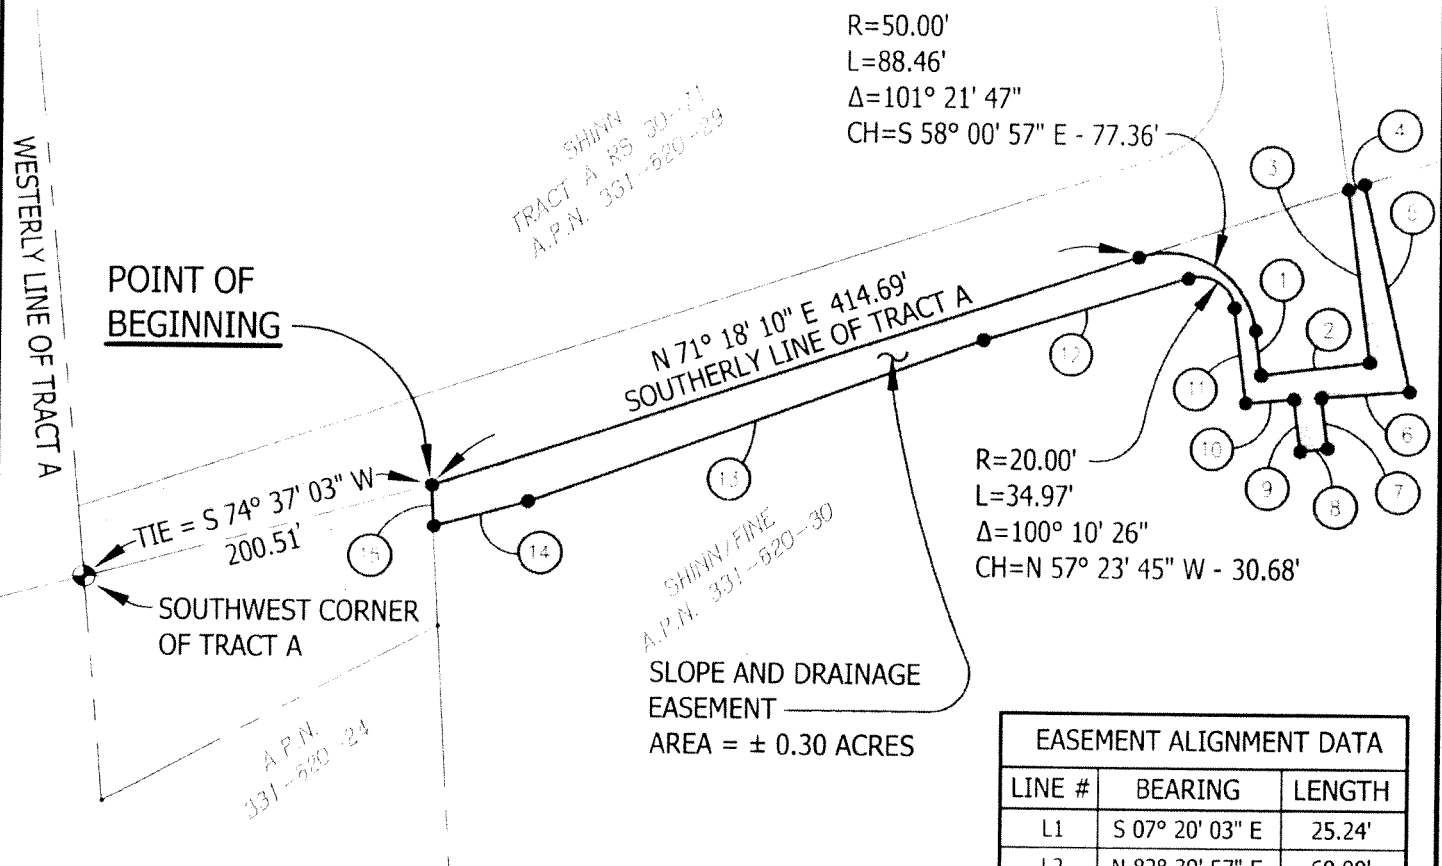 R=50.00'
L=88.46'
Δ=101° 21' 47"
CH=S 58° 00' 57" E - 77.36'
WESTERLY LINE OF TRACT A
SHINN
TRACT A RS 30--11
A.P.N. 331-620-29
POINT OF
BEGINNING
N 71° 18' 10" E 414.69'
SOUTHERLY LINE OF TRACT A
TIE = S 74° 37' 03" W
200.51'
SOUTHWEST CORNER
OF TRACT A
3
4
5
1
2
12
11
6
10
9
8
7
13
14
15
R=20.00'
L=34.97'
Δ=100° 10' 26"
CH=N 57° 23' 45" W - 30.68'
SHINN/FINE
A.P.N. 331-620-30
SLOPE AND DRAINAGE
EASEMENT
AREA = ± 0.30 ACRES
A.P.N.
331-620-24
EASEMENT ALIGNMENT DATA
LINE # BEARING LENGTH
L1 S 07° 20' 03" E 25.24'